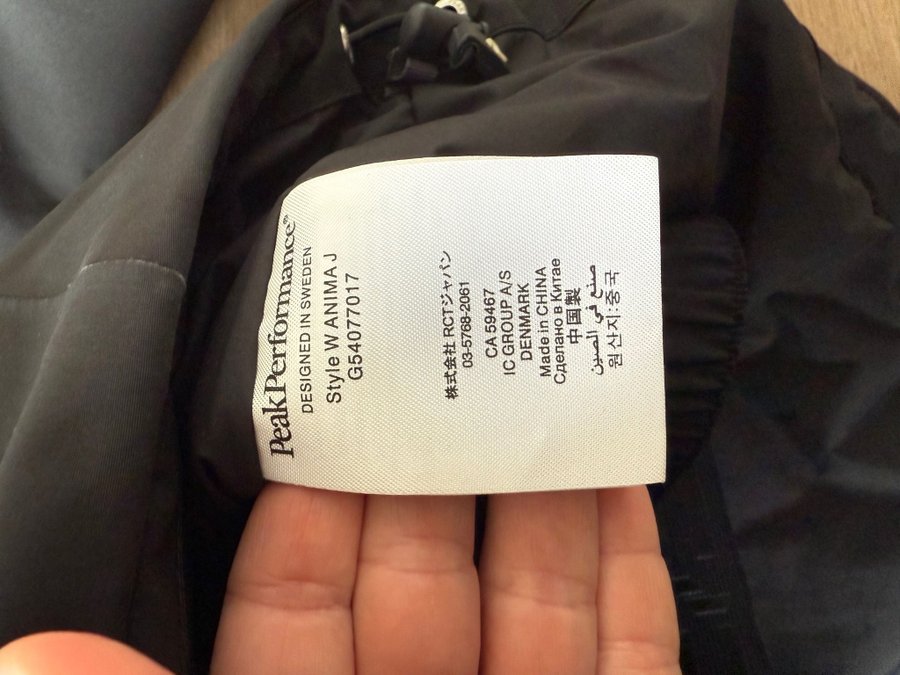 PeakPerformance®
DESIGNED IN SWEDEN
Style W ANIMA J
G54077017
株式会社 RCTジャパン
03-5768-2061
CA 59467
IC GROUP A/S
DENMARK
Made in CHINA
Сделано в Китае
中国製
صنع في الصين
원산지:중국